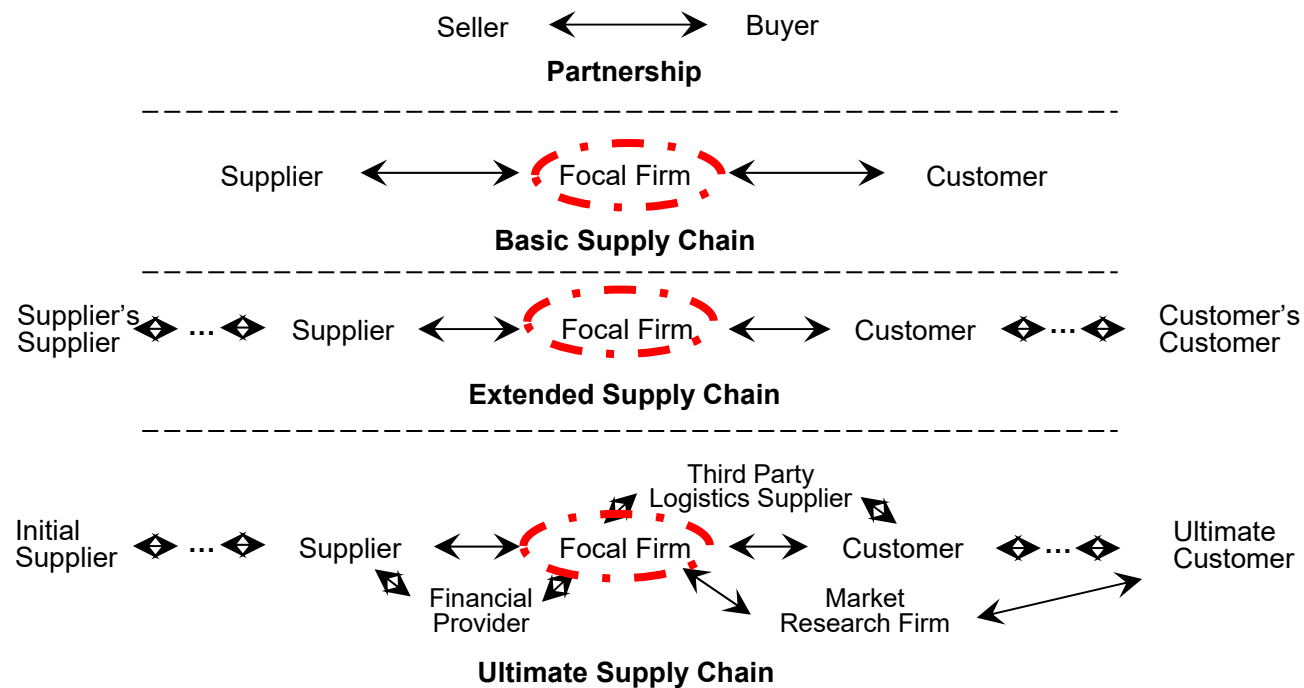 Seller Buyer
Partnership
Supplier Focal Firm Customer
Basic Supply Chain
Supplier's
Supplier
... Supplier Focal Firm Customer ...
Customer's
Customer
Extended Supply Chain
Third Party
Logistics Supplier
Initial
Supplier
... Supplier Focal Firm Customer ...
Ultimate
Customer
Financial
Provider
Market
Research Firm
Ultimate Supply Chain